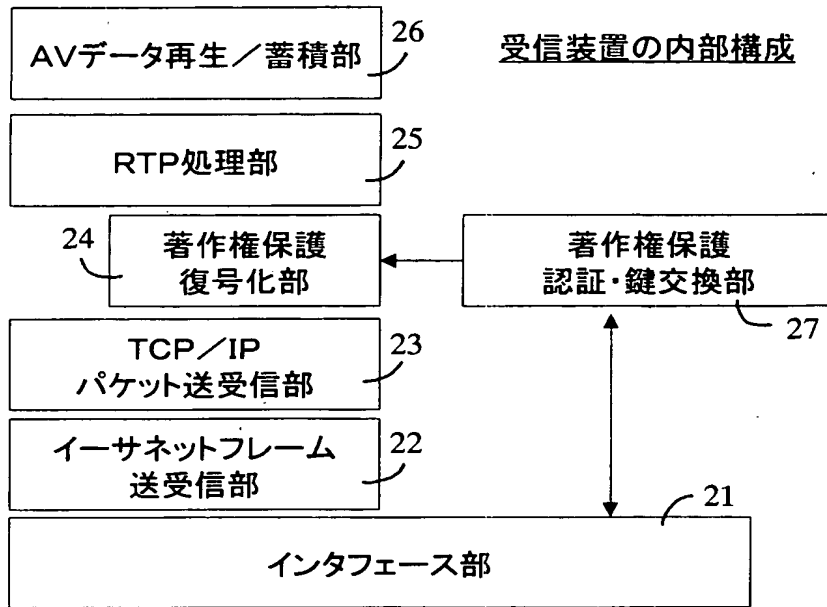 受信装置の内部構成
AVデータ再生／蓄積部
26
RTP処理部
25
24
著作権保護
復号化部
著作権保護
認証・鍵交換部
27
TCP／IP
パケット送受信部
23
イーサネットフレーム
送受信部
22
21
インタフェース部